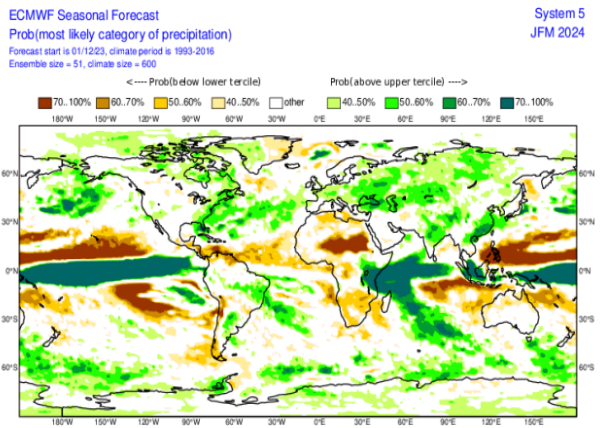 ECMWF Seasonal Forecast
System 5
Prob(most likely category of precipitation)
JFM 2024
Forecast start is 01/12/23, climate period is 1993-2016
Ensemble size = 51, climate size = 600
<---- Prob(below lower tercile)
Prob(above upper tercile) ---->
70..100% 60..70% 50..60% 40..50% other 40..50% 50..60% 60..70% 70..100%
180°W 150°W 120°W 90°W 60°W 30°W 0°E 30°E 60°E 90°E 120°E 150°E
60°N 60°N
30°N 30°N
0°N 0°N
30°S 30°S
60°S 60°S
180°W 150°W 120°W 90°W 60°W 30°W 0°E 30°E 60°E 90°E 120°E 150°E